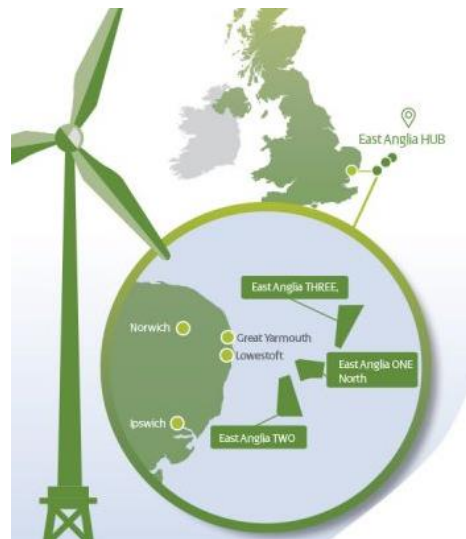 East Anglia HUB
East Anglia THREE,
Norwich
Great Yarmouth
Lowestoft
East Anglia ONE
North
Ipswich
East Anglia TWO